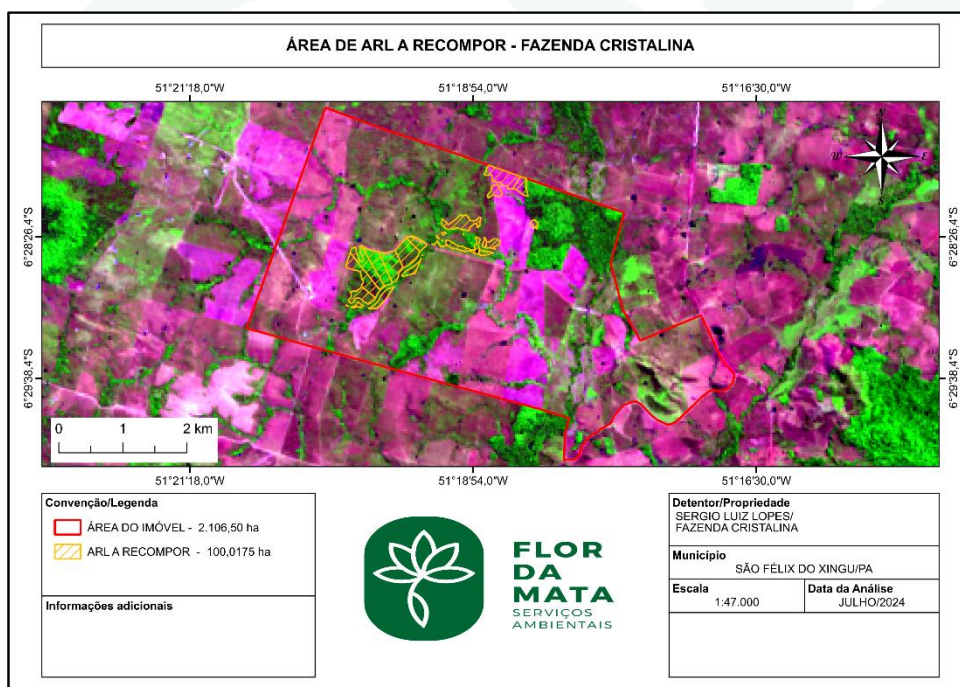 ÁREA DE ARL A RECOMPOR - FAZENDA CRISTALINA
51°21'18,0"W 51°18'54,0"W 51°16'30,0"W
W E
S
6°28'26,4"S 6°28'26,4"S
6°29'38,4"S 6°29'38,4"S
0 1 2 km
51°21'18,0"W 51°18'54,0"W 51°16'30,0"W
Convenção/Legenda
ÁREA DO IMÓVEL - 2.106,50 ha
ARL A RECOMPOR - 100,0175 ha
Informações adicionais
FLOR
DA
MATA
SERVIÇOS
AMBIENTAIS
Detentor/Propriedade
SERGIO LUIZ LOPES/
FAZENDA CRISTALINA
Município
SÃO FÉLIX DO XINGU/PA
Escala Data da Análise
1:47.000 JULHO/2024